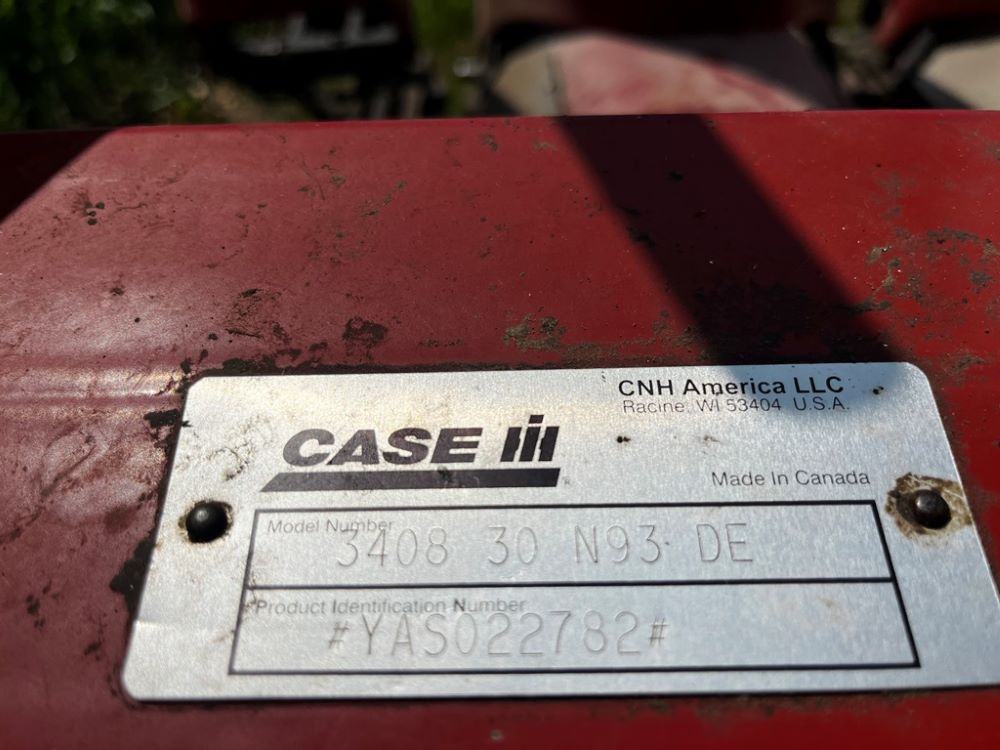 CNH America LLC
Racine, WI 53404 U.S.A.
CASE IH
Made In Canada
Model Number
3408 30 N93 DE
Product Identification Number
#YAS022782#